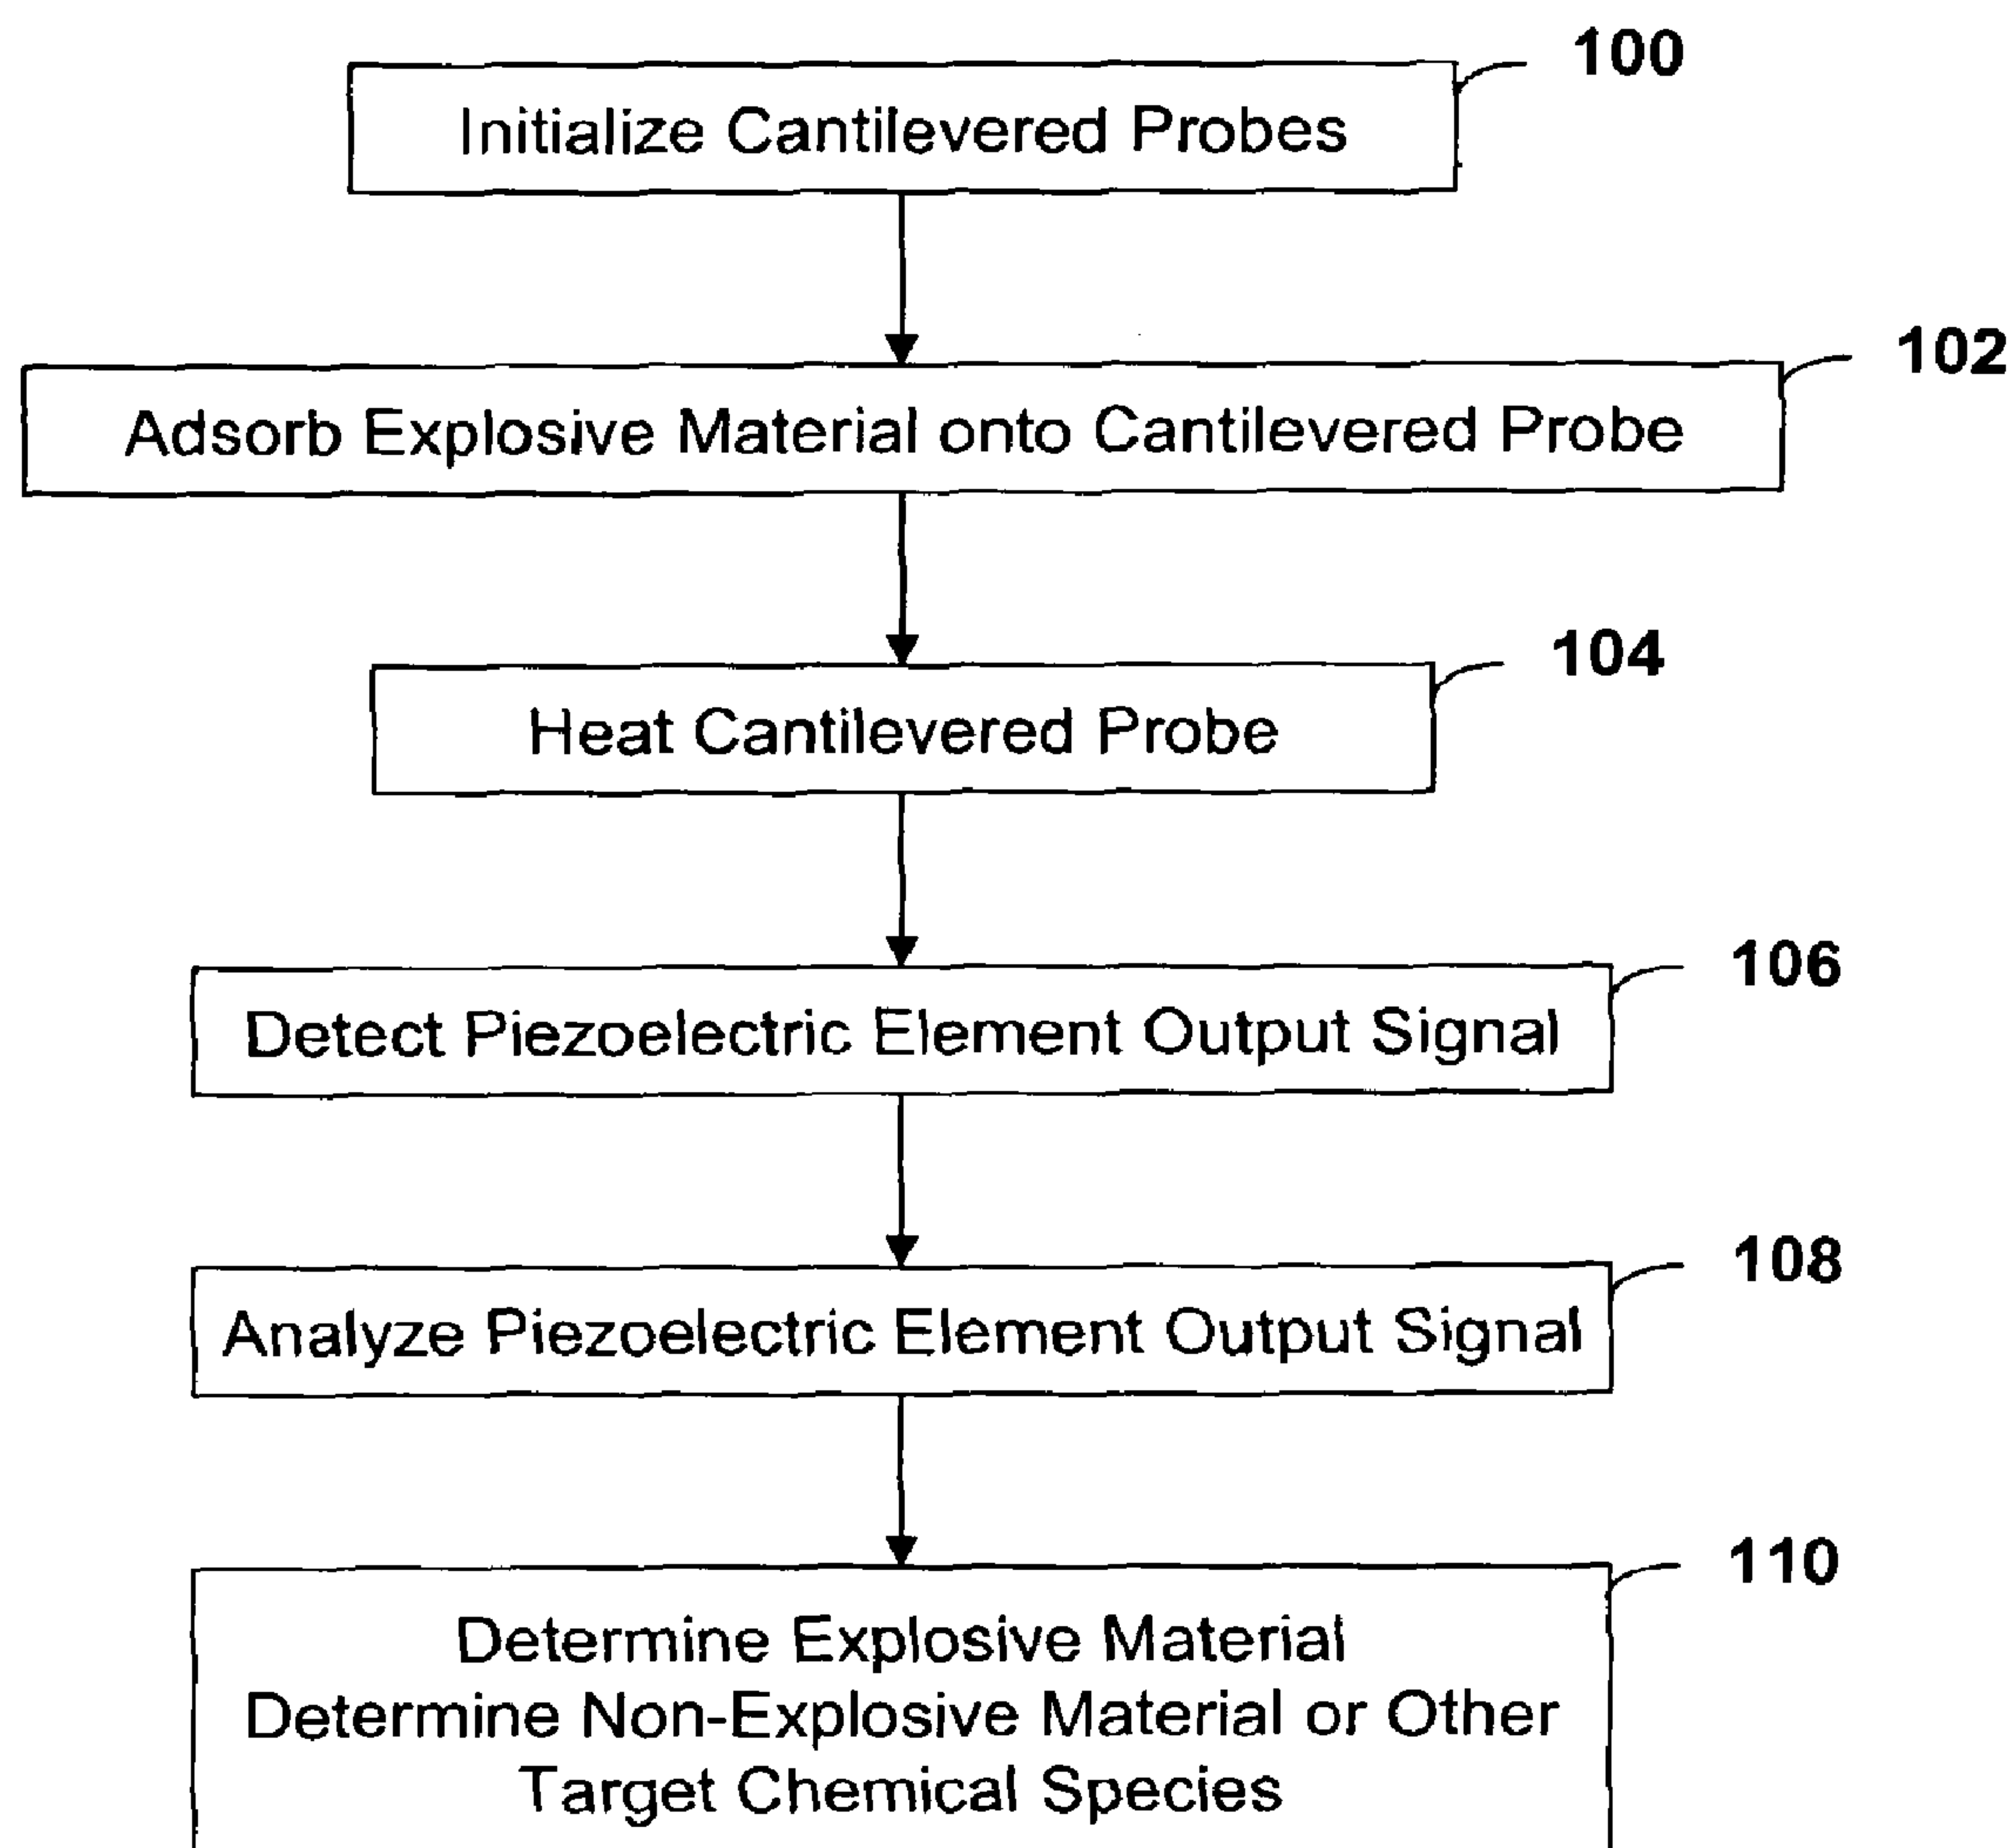 100
Initialize Cantilevered Probes
102
Adsorb Explosive Material onto Cantilevered Probe
104
Heat Cantilevered Probe
106
Detect Piezoelectric Element Output Signal
108
Analyze Piezoelectric Element Output Signal
110
Determine Explosive Material
Determine Non-Explosive Material or Other
Target Chemical Species